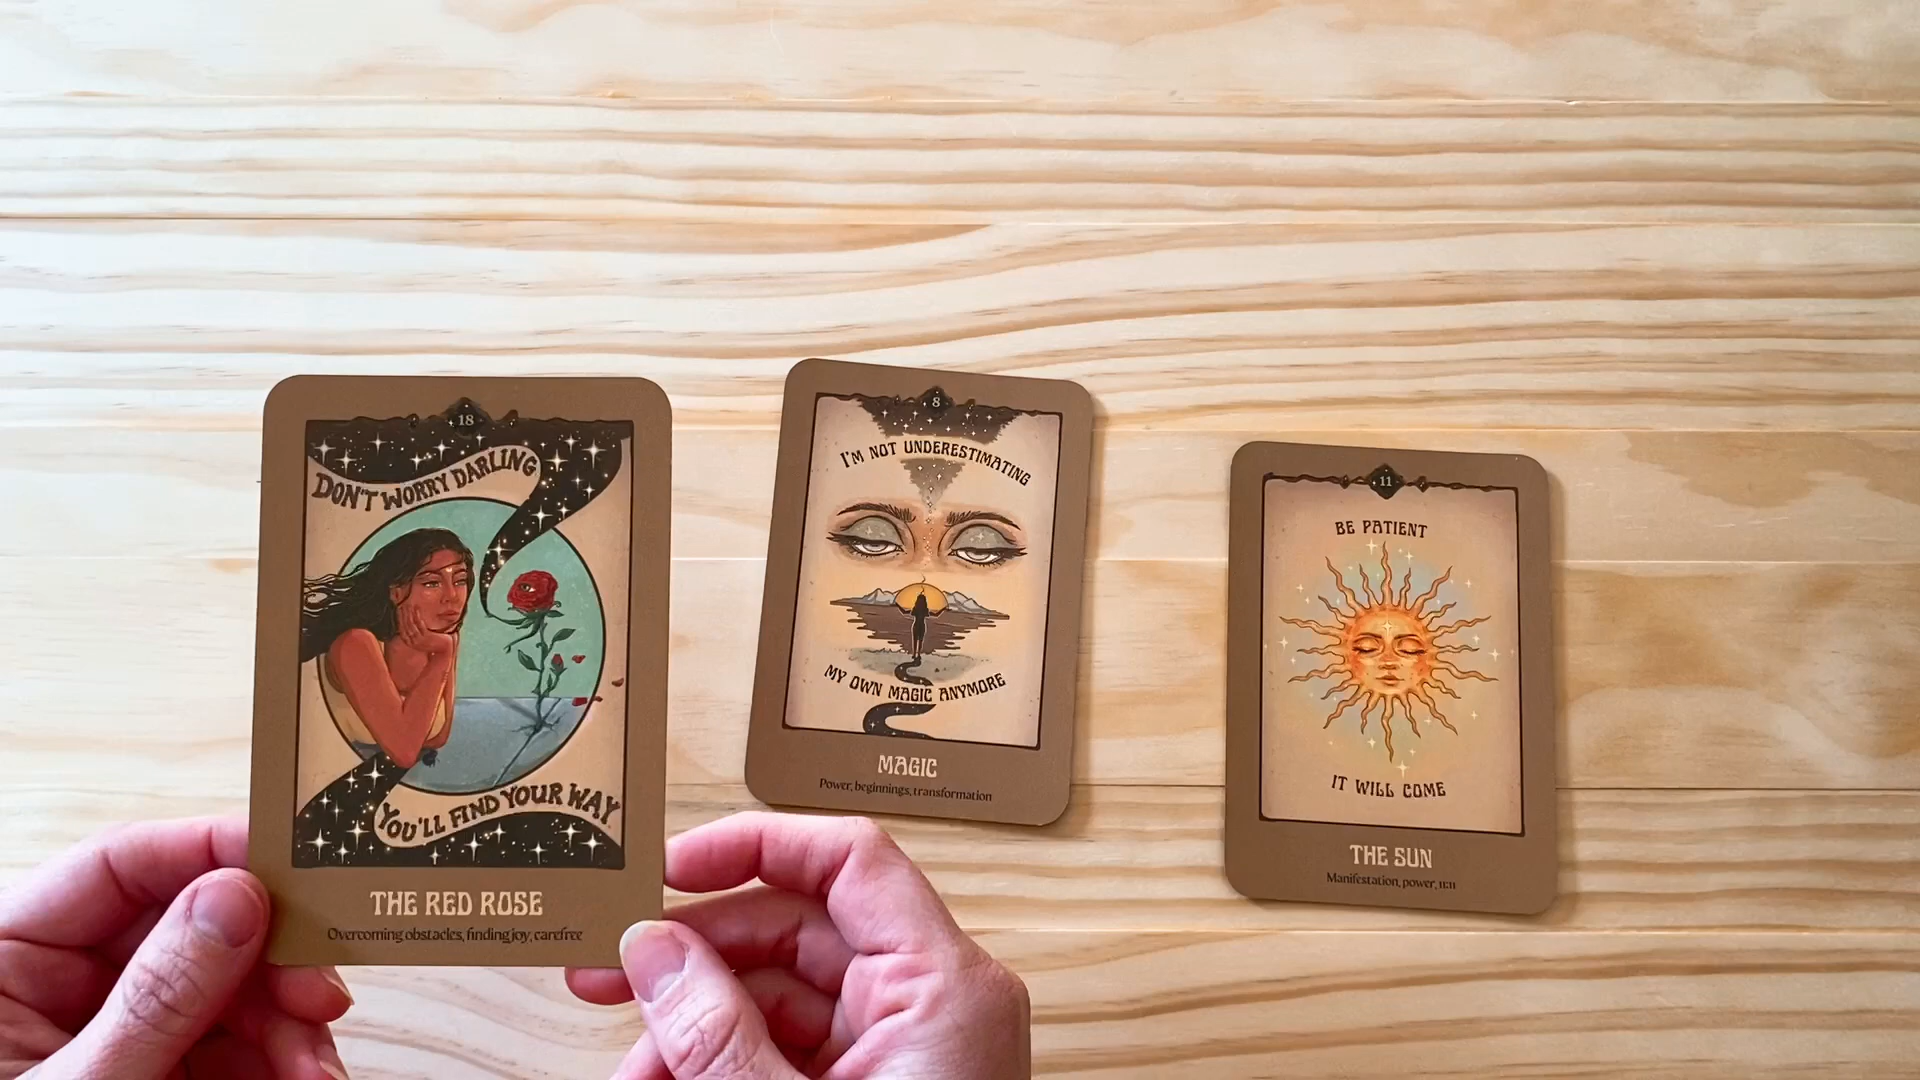 18
DON'T WORRY DARLING
YOU'LL FIND YOUR WAY
THE RED ROSE
Overcoming obstacles, finding joy, carefree
8
I'M NOT UNDERESTIMATING
MY OWN MAGIC ANYMORE
MAGIC
Power, beginnings, transformation
11
BE PATIENT
IT WILL COME
THE SUN
Manifestation, power, 11:11